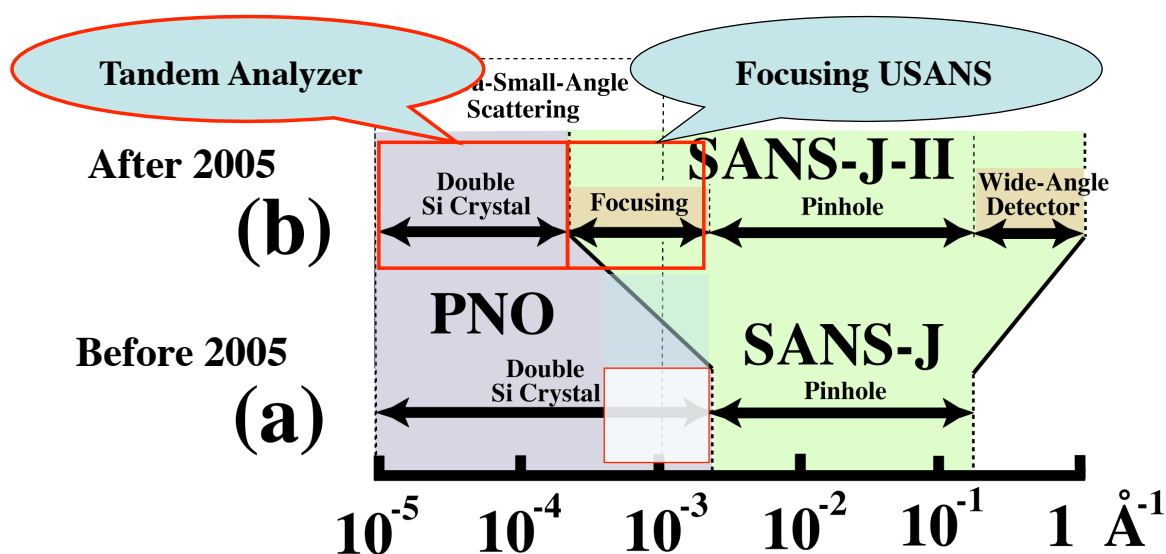 Tandem Analyzer
Focusing USANS
a-Small-Angle
Scattering
After 2005
(b)
Double
Si Crystal
Focusing
SANS-J-II
Pinhole
Wide-Angle
Detector
PNO
Before 2005
(a)
Double
Si Crystal
SANS-J
Pinhole
10-5
10-4
10-3
10-2
10-1
1
Å-1